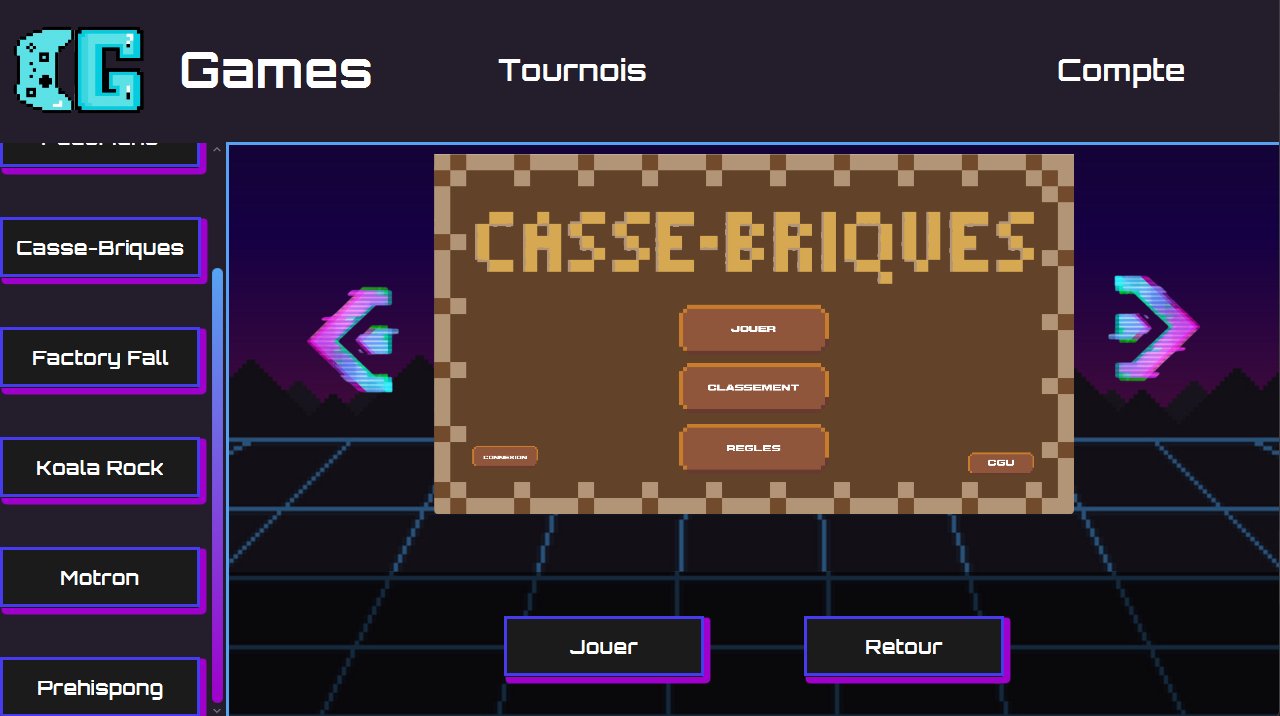 G
Games
Tournois
Compte
Casse-Briques
Factory Fall
Koala Rock
Motron
Prehispong
CASSE-BRIQUES
JOUER
CLASSEMENT
REGLES
CONNEXION
CGU
Jouer
Retour